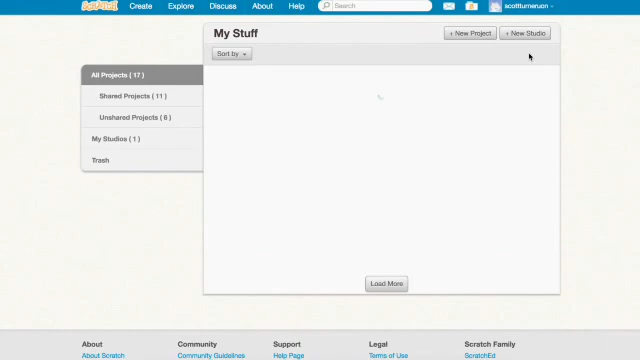 SCRATCH Create Explore Discuss About Help Search scottturneruon
My Stuff + New Project + New Studio
Sort by
All Projects ( 17 )
Shared Projects ( 11 )
Unshared Projects ( 6 )
My Studios ( 1 )
Trash
Load More
About Community Support Legal Scratch Family
About Scratch Community Guidelines Help Page Terms of Use ScratchEd